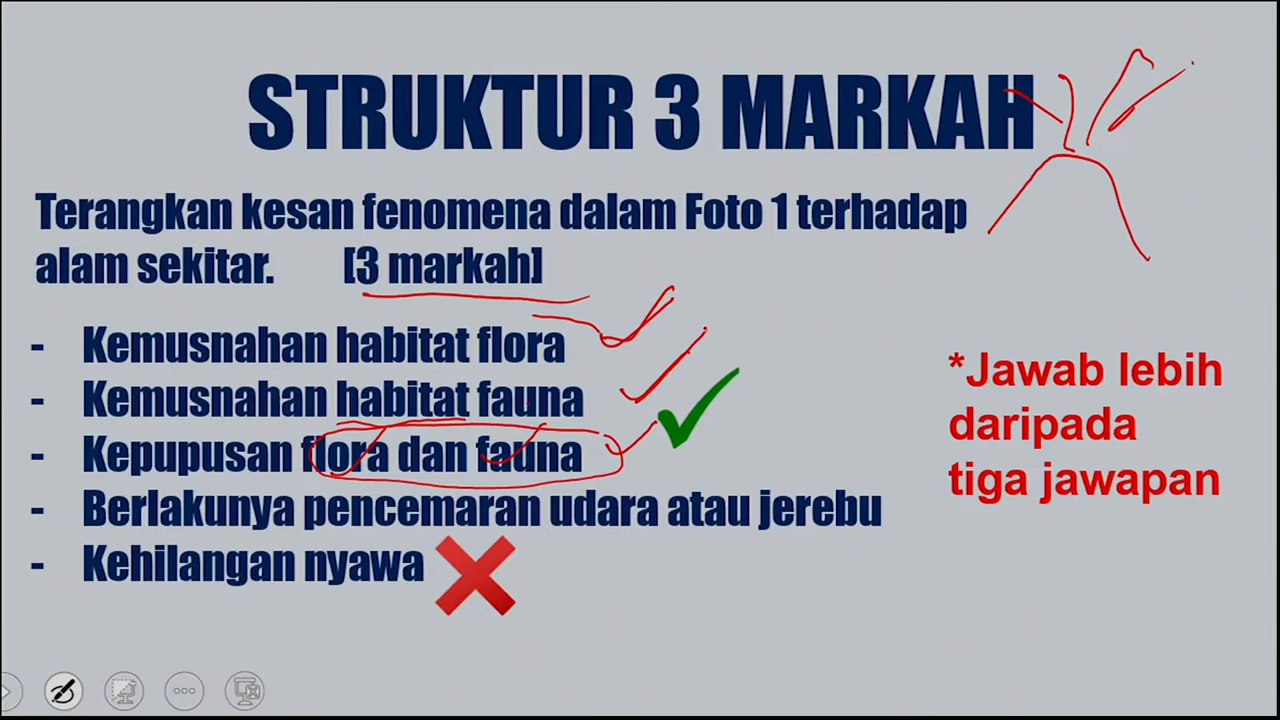 STRUKTUR 3 MARKAH
Terangkan kesan fenomena dalam Foto 1 terhadap
alam sekitar. [3 markah]
- Kemusnahan habitat flora
- Kemusnahan habitat fauna
- Kepupusan flora dan fauna
- Berlakunya pencemaran udara atau jerebu
- Kehilangan nyawa
*Jawab lebih
daripada
tiga jawapan